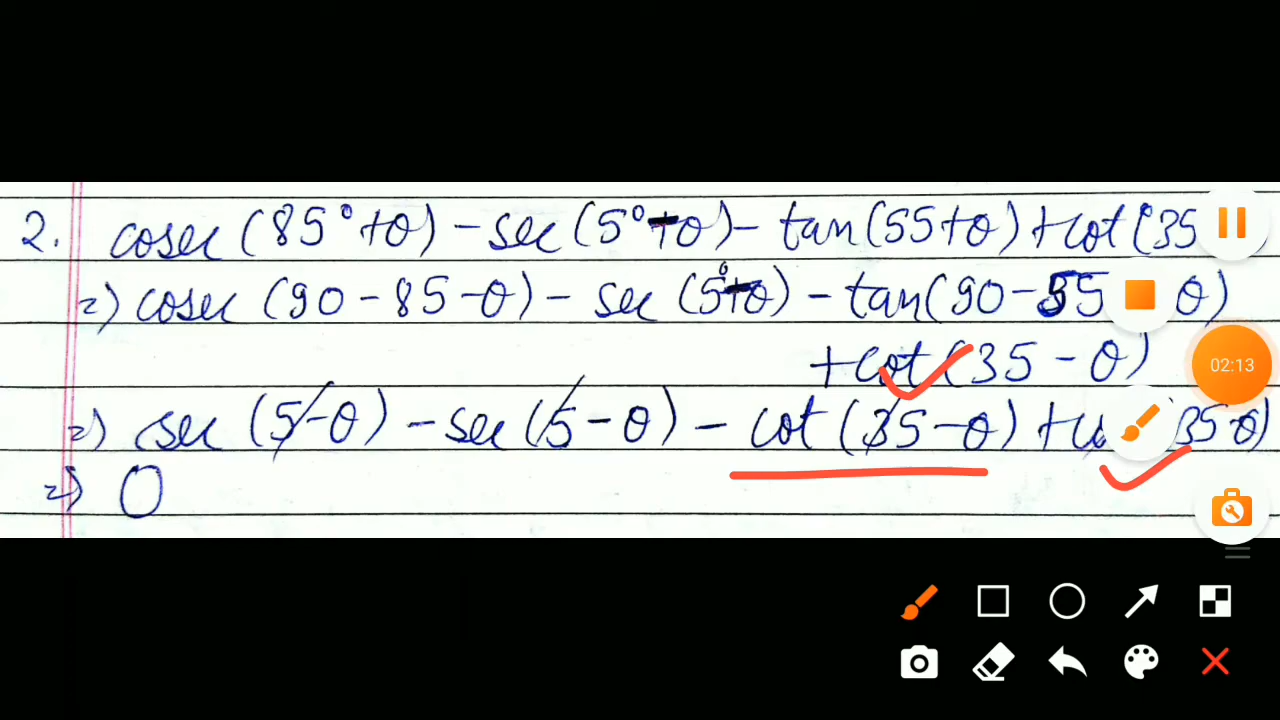 2. cosec (85° +θ) - sec (5° -θ) - tan (55+θ) + cot (35
=) cosec (90 - 85 - θ) - sec (5° -θ) - tan (90 - 55 θ)
+ cot (35 - θ)
=) sec (5 - θ) - sec (5 - θ) - cot (35 - θ) + 35 θ)
=) 0
02:13